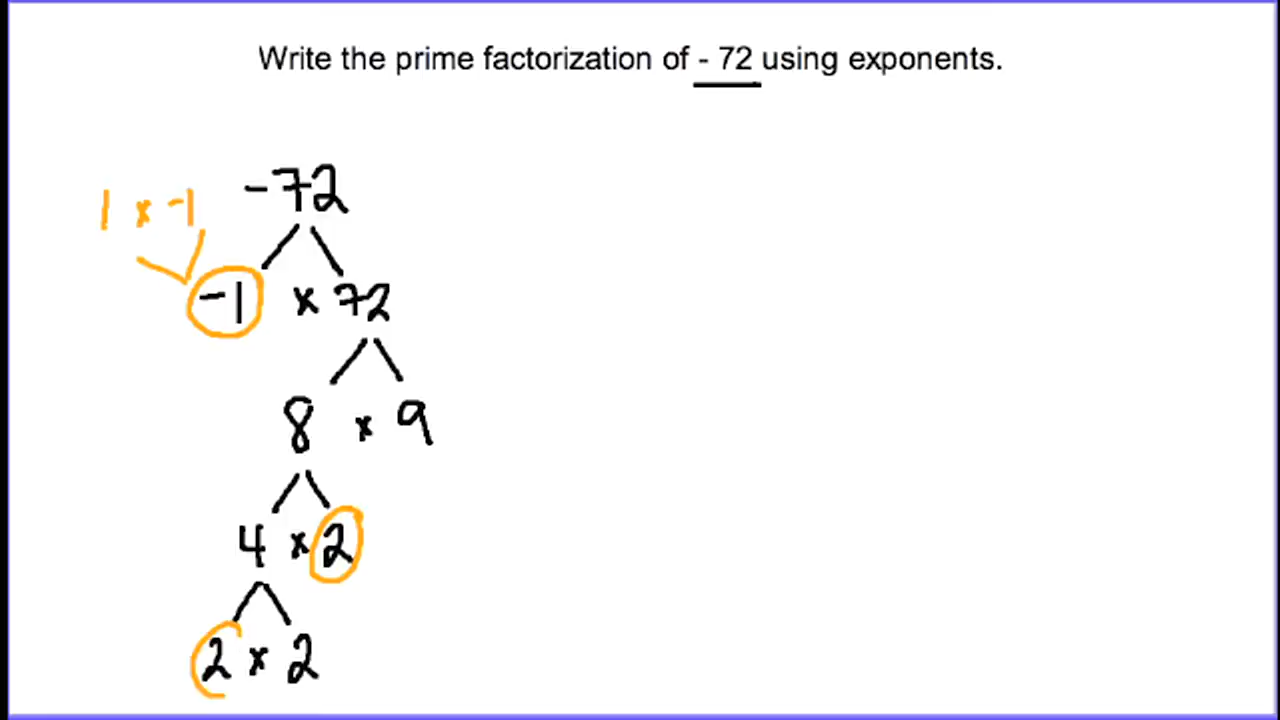 Write the prime factorization of - 72 using exponents.
-72
1 x -1
-1 x 72
8 x 9
4 x 2
2 x 2